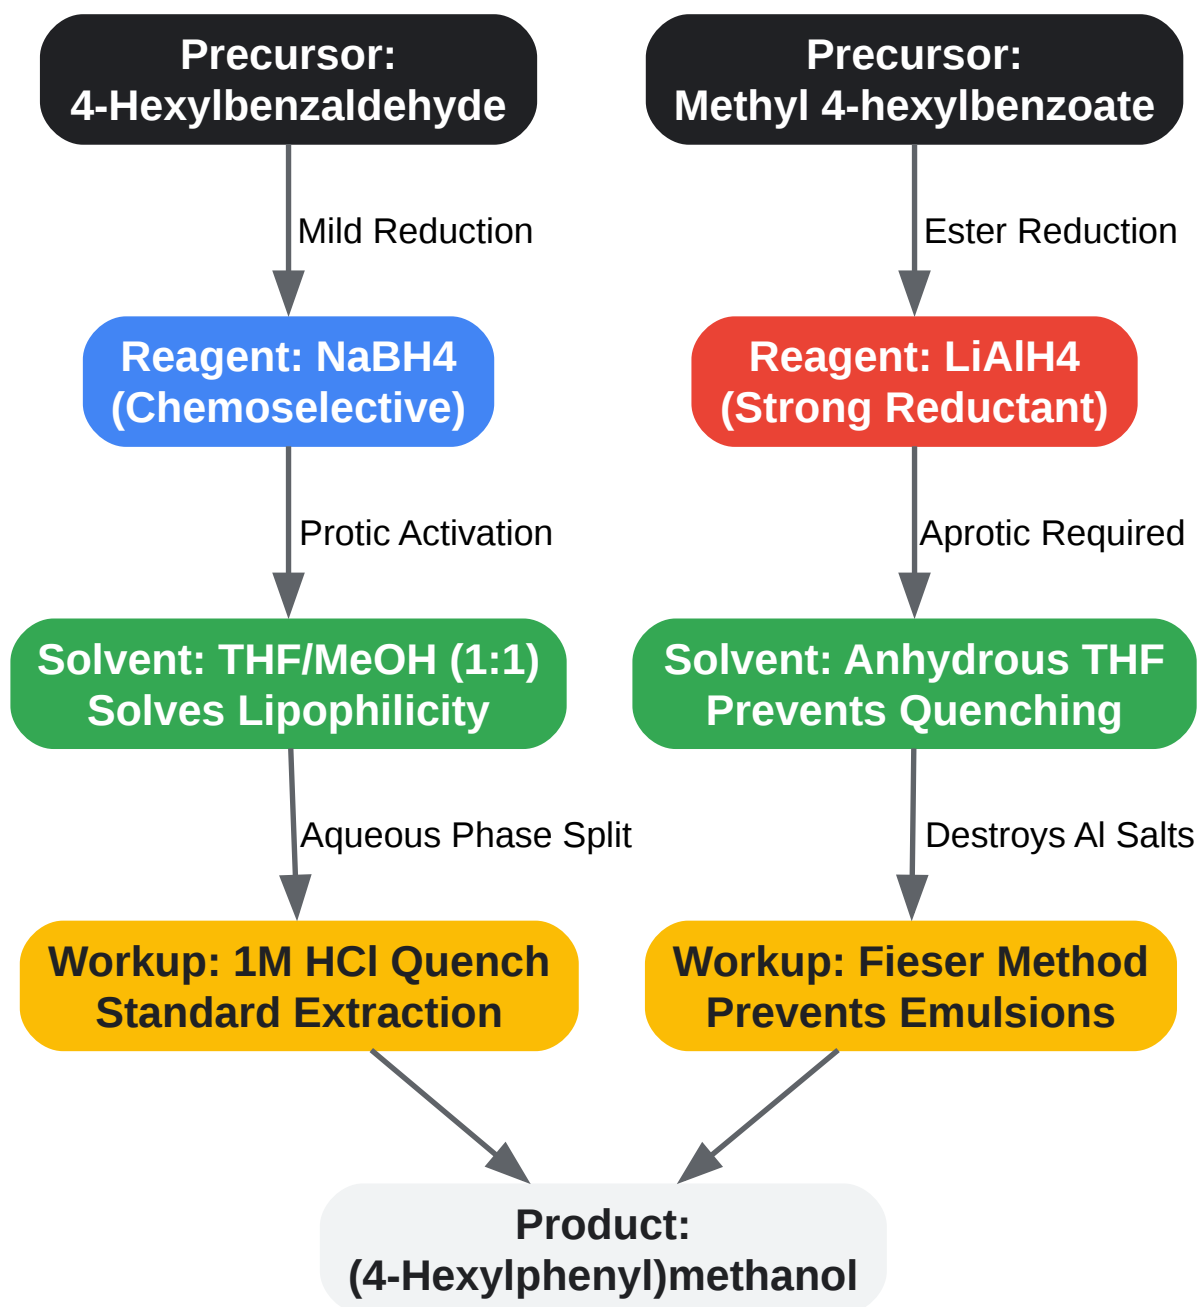 Precursor:
4-Hexylbenzaldehyde
Precursor:
Methyl 4-hexylbenzoate
Mild Reduction
Ester Reduction
Reagent: NaBH4
(Chemoselective)
Reagent: LiAlH4
(Strong Reductant)
Protic Activation
Aprotic Required
Solvent: THF/MeOH (1:1)
Solves Lipophilicity
Solvent: Anhydrous THF
Prevents Quenching
Aqueous Phase Split
Destroys Al Salts
Workup: 1M HCl Quench
Standard Extraction
Workup: Fieser Method
Prevents Emulsions
Product:
(4-Hexylphenyl)methanol